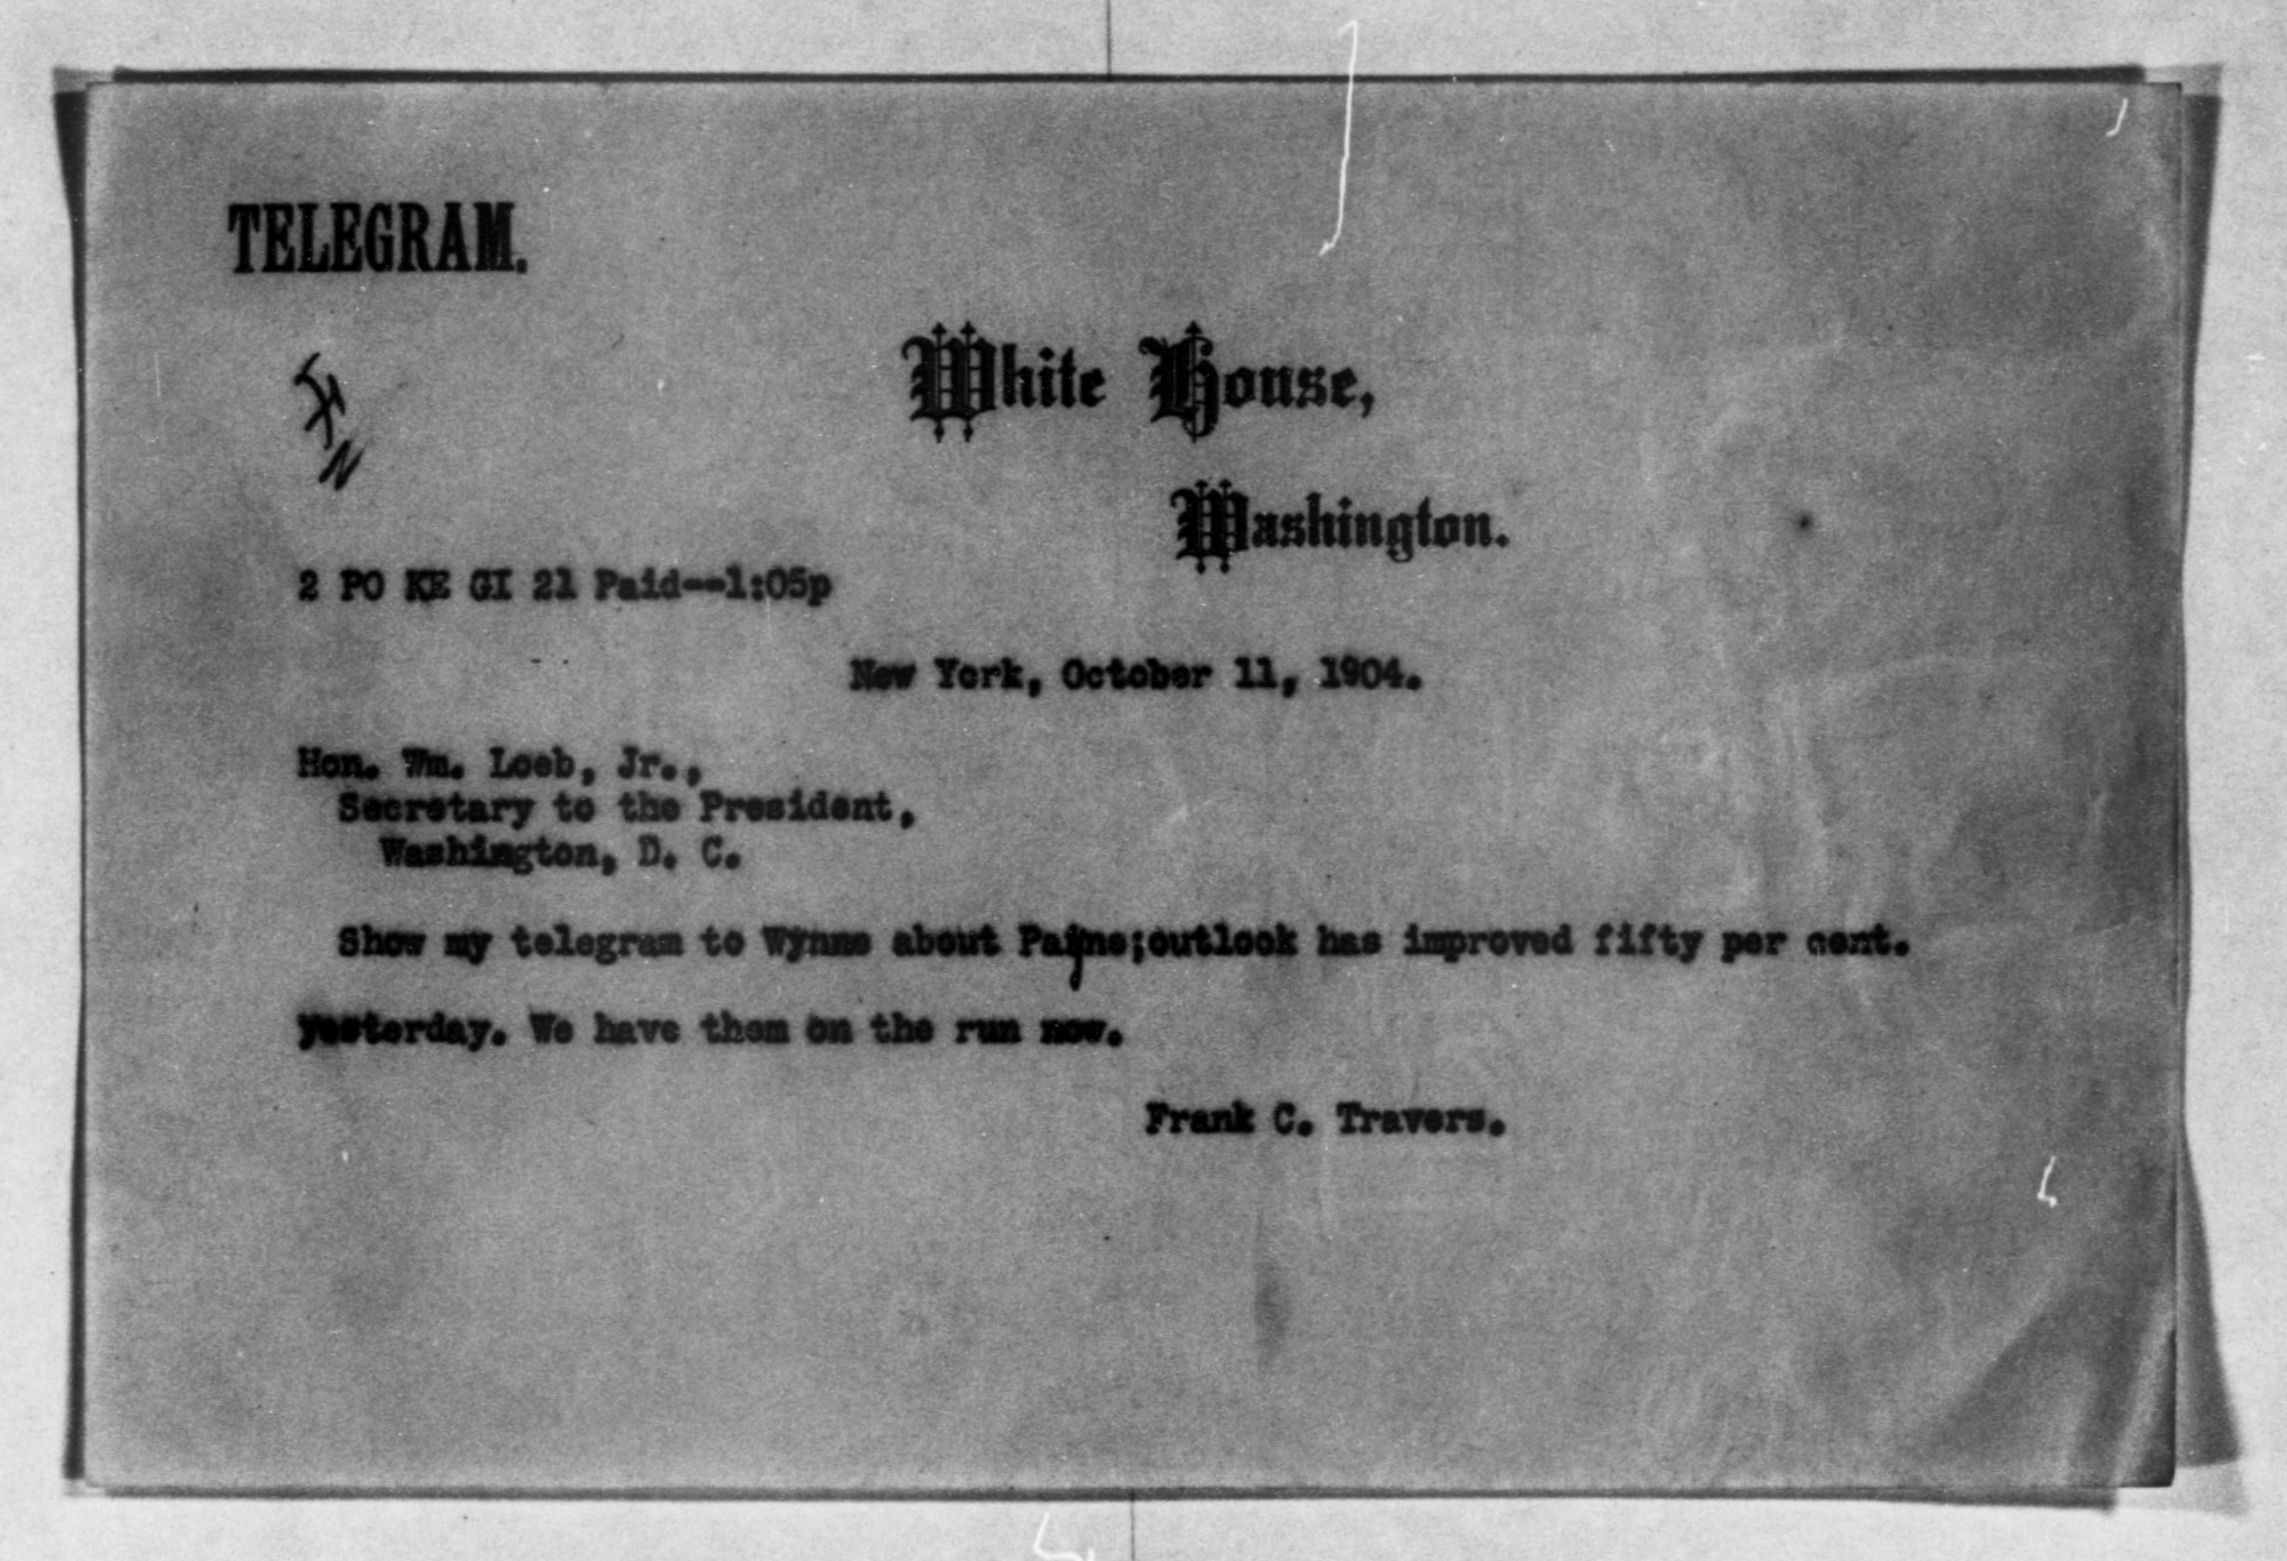 TELEGRAM.
White House,
Washington.
2 PO KE GI 21 Paid--1:05p
New York, October 11, 1904.
Hon. Wm. Loeb, Jr.,
Secretary to the President,
Washington, D. C.
Show my telegram to Wynne about Payne;outlook has improved fifty per cent.
yesterday. We have them on the run now.
Frank C. Travers.